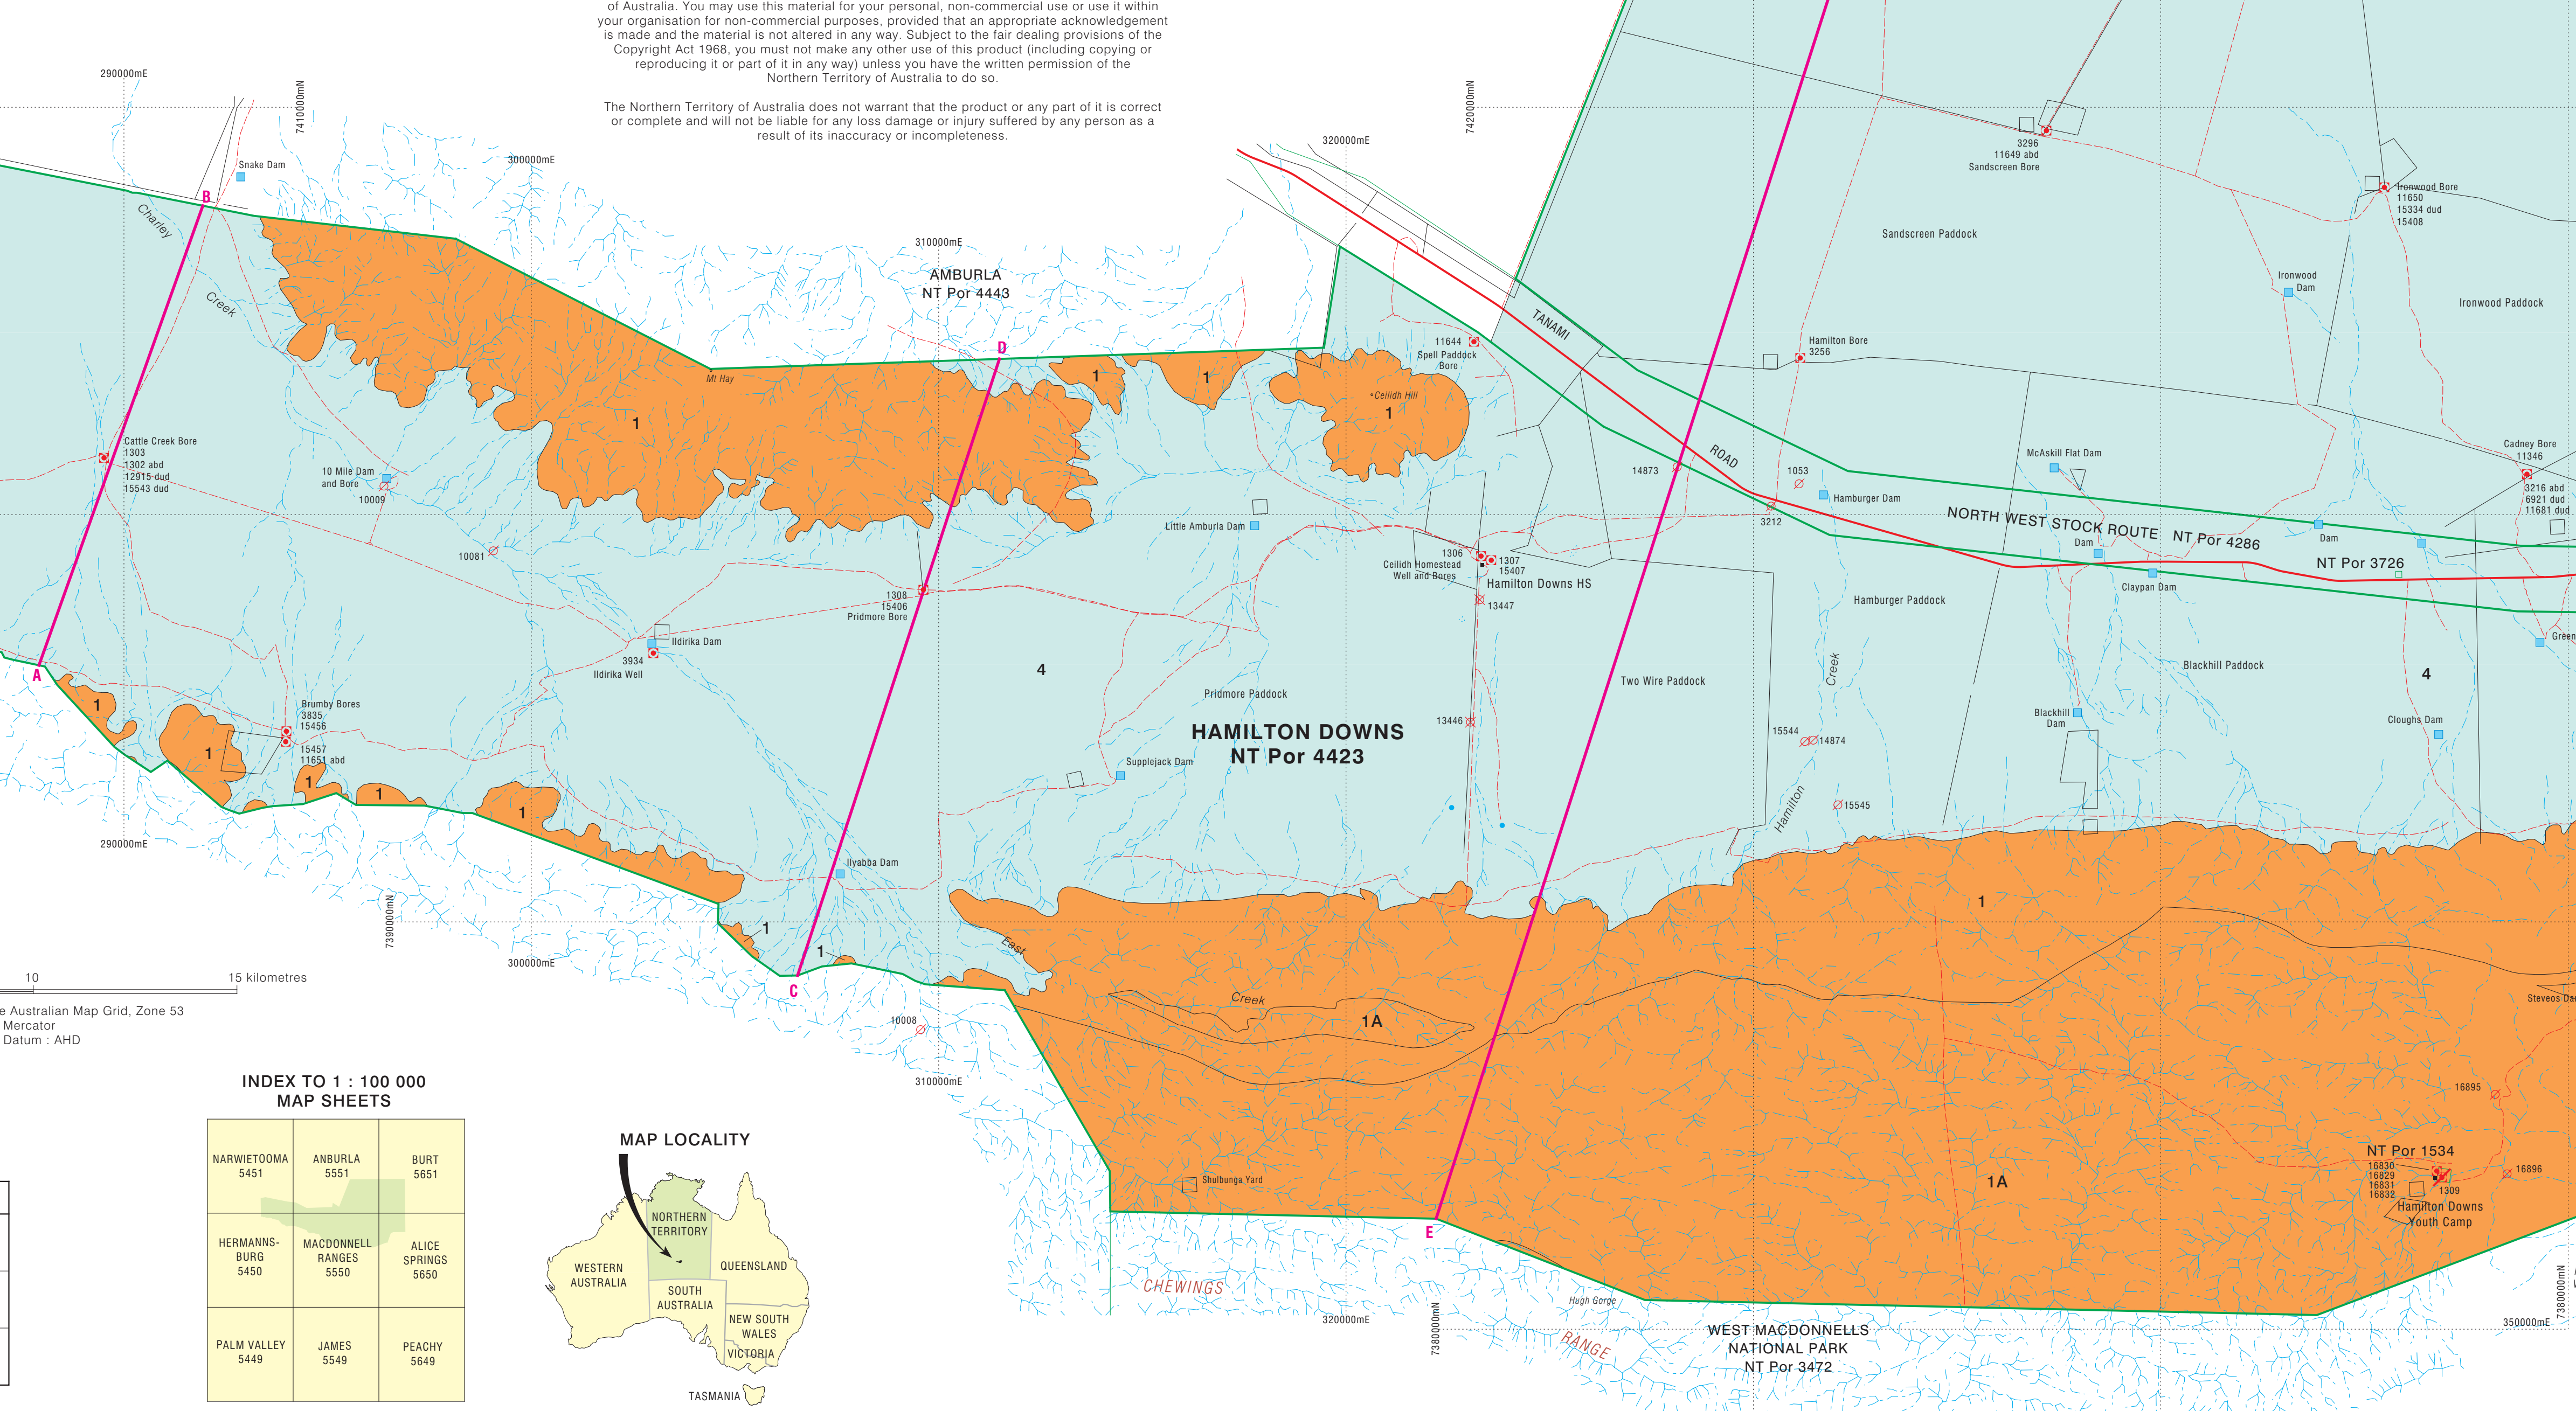 of Australia. You may use this material for your personal, non-commercial use or use it within
your organisation for non-commercial purposes, provided that an appropriate acknowledgement
is made and the material is not altered in any way. Subject to the fair dealing provisions of the
Copyright Act 1968, you must not make any other use of this product (including copying or
reproducing it or part of it in any way) unless you have the written permission of the
Northern Territory of Australia to do so.
The Northern Territory of Australia does not warrant that the product or any part of it is correct
or complete and will not be liable for any loss damage or injury suffered by any person as a
result of its inaccuracy or incompleteness.
290000mE
7410000mN
300000mE
310000mE
320000mE
7420000mN
Snake Dam
B
Charley
Creek
AMBURLA
NT Por 4443
D
Mt Hay
1
1
1
Ceilidh Hill
1
11644
Spell Paddock
Bore
TANAMI
ROAD
3296
11649 abd
Sandscreen Bore
Sandscreen Paddock
Ironwood Bore
11650
15334 dud
15408
Ironwood
Dam
Ironwood Paddock
Hamilton Bore
3256
Cattle Creek Bore
1303
1302 abd
12915 dud
15543 dud
10 Mile Dam
and Bore
10009
10081
Little Amburla Dam
14873
1053
3212
Hamburger Dam
McAskill Flat Dam
Cadney Bore
11346
3216 abd
6921 dud
11681 dud
NORTH WEST STOCK ROUTE NT Por 4286
Dam
Dam
NT Por 3726
Claypan Dam
1306
1307
15407
Ceilidh Homestead
Well and Bores
Hamilton Downs HS
13447
1308
15406
Pridmore Bore
Hamburger Paddock
Green
Ildirika Dam
3934
Ildirika Well
A
4
Pridmore Paddock
Two Wire Paddock
Creek
Hamilton
Blackhill Paddock
4
1
Brumby Bores
3835
15456
15457
11651 abd
1
1
1
1
HAMILTON DOWNS
NT Por 4423
13446
15544
14874
15545
Blackhill
Dam
Cloughs Dam
Supplejack Dam
290000mE
Ilyabba Dam
7390000mN
300000mE
1
1
C
East
Creek
1
1A
Steveos Da
10008
310000mE
10
15 kilometres
e Australian Map Grid, Zone 53
Mercator
Datum : AHD
INDEX TO 1 : 100 000
MAP SHEETS
NARWIETOOMA
5451
ANBURLA
5551
BURT
5651
HERMANNS-
BURG
5450
MACDONNELL
RANGES
5550
ALICE
SPRINGS
5650
PALM VALLEY
5449
JAMES
5549
PEACHY
5649
MAP LOCALITY
NORTHERN
TERRITORY
WESTERN
AUSTRALIA
QUEENSLAND
SOUTH
AUSTRALIA
NEW SOUTH
WALES
VICTORIA
TASMANIA
Shulbunga Yard
E
1A
16895
NT Por 1534
16830
16829
16831
16832
1309
16896
Hamilton Downs
Youth Camp
CHEWINGS
RANGE
Hugh Gorge
320000mE
7380000mN
WEST MACDONNELLS
NATIONAL PARK
NT Por 3472
350000mE
7380000mN